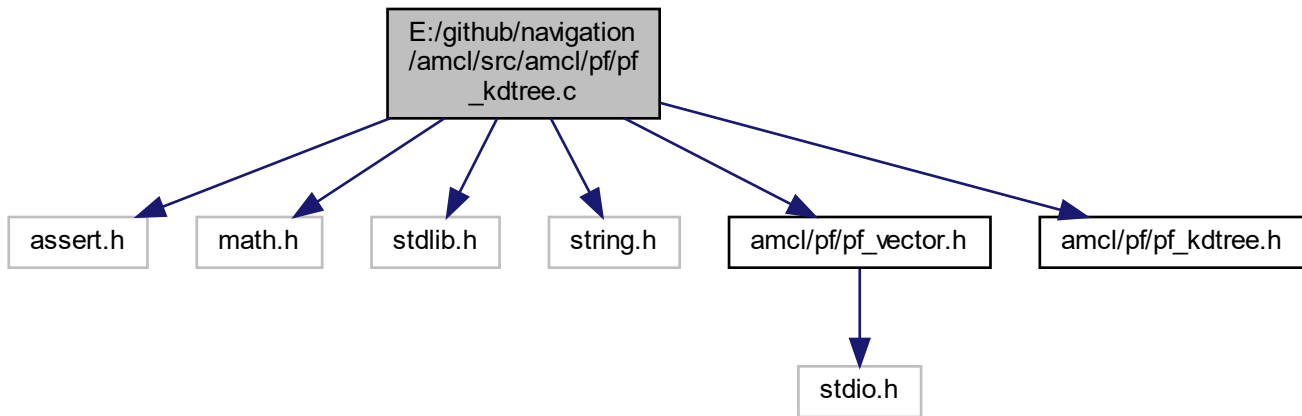 E:/github/navigation
/amcl/src/amcl/pf/pf
_kdtree.c
assert.h
math.h
stdlib.h
string.h
amcl/pf/pf_vector.h
amcl/pf/pf_kdtree.h
stdio.h